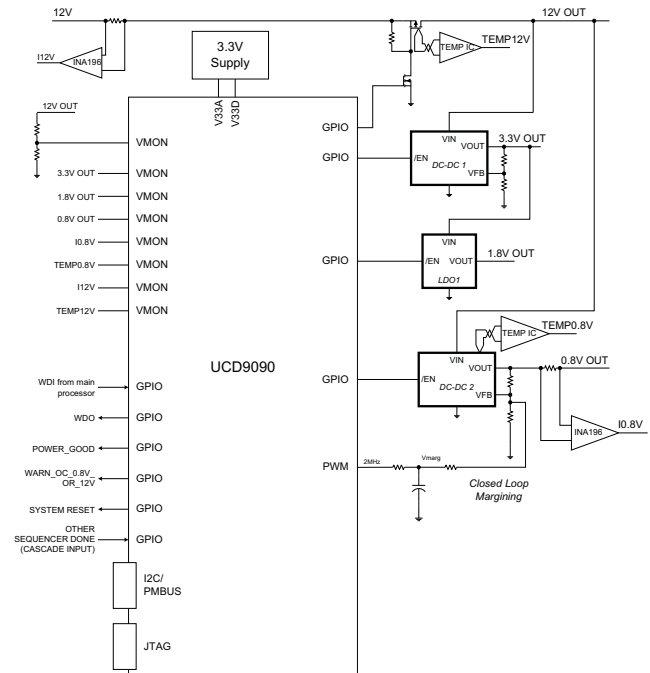 12V
12V OUT
I12V
INA196
3.3V
Supply
TEMP IC
TEMP12V
V33A
V33D
12V OUT
GPIO
VMON
GPIO
/EN
VIN
VOUT
3.3V OUT
DC-DC 1
VFB
3.3V OUT
VMON
1.8V OUT
VMON
0.8V OUT
VMON
I0.8V
VMON
TEMP0.8V
VMON
I12V
VMON
TEMP12V
VMON
GPIO
/EN
VIN
VOUT
1.8V OUT
LDO1
TEMP IC
TEMP0.8V
UCD9090
GPIO
/EN
VIN
VOUT
0.8V OUT
DC-DC 2
VFB
INA196
I0.8V
WDI from main
processor
GPIO
WDO
GPIO
POWER_GOOD
GPIO
WARN_OC_0.8V_
OR_12V
GPIO
SYSTEM RESET
GPIO
OTHER
SEQUENCER DONE
(CASCADE INPUT)
GPIO
PWM
2MHz
Vmarg
Closed Loop
Margining
I2C/
PMBUS
JTAG